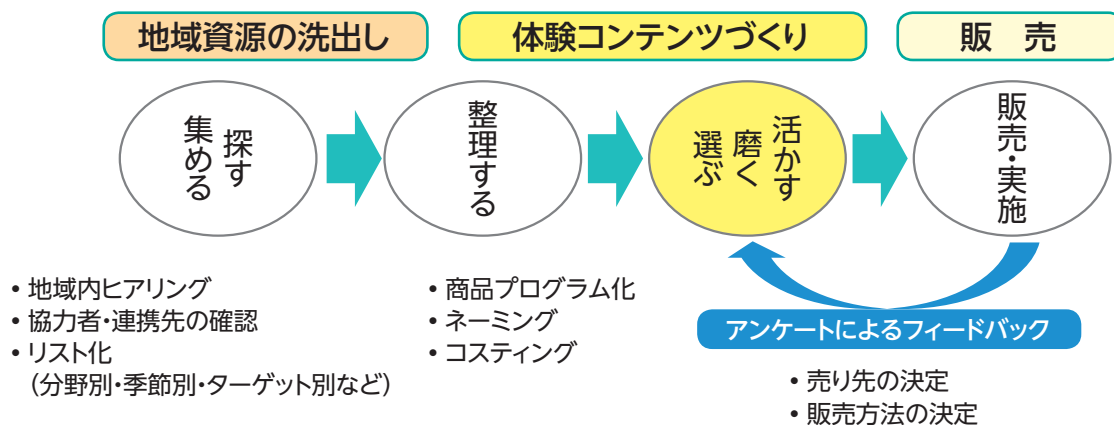 地域資源の洗出し
体験コンテンツづくり
販　売
探す
集める
整理する
活かす
磨く
選ぶ
販売・実施
• 地域内ヒアリング
• 協力者・連携先の確認
• リスト化
（分野別・季節別・ターゲット別など）
• 商品プログラム化
• ネーミング
• コスティング
アンケートによるフィードバック
• 売り先の決定
• 販売方法の決定